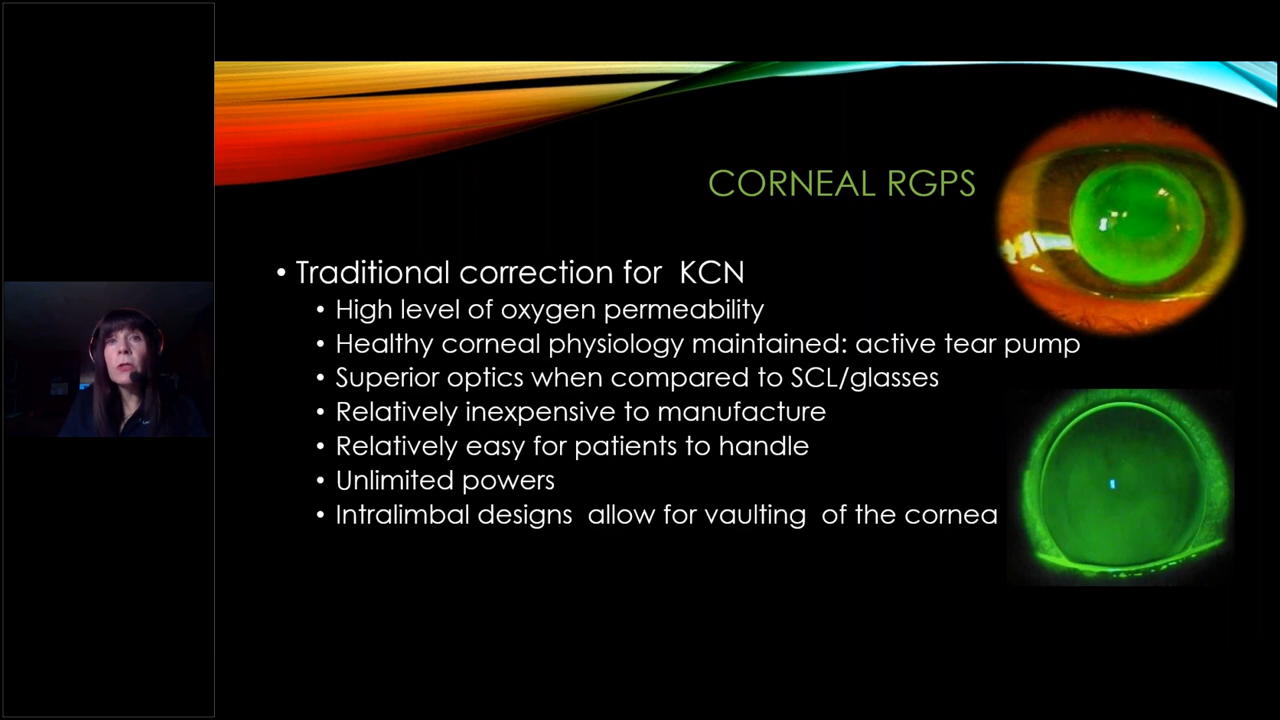 CORNEAL RGPS
• Traditional correction for KCN
• High level of oxygen permeability
• Healthy corneal physiology maintained: active tear pump
• Superior optics when compared to SCL/glasses
• Relatively inexpensive to manufacture
• Relatively easy for patients to handle
• Unlimited powers
• Intralimbal designs allow for vaulting of the cornea